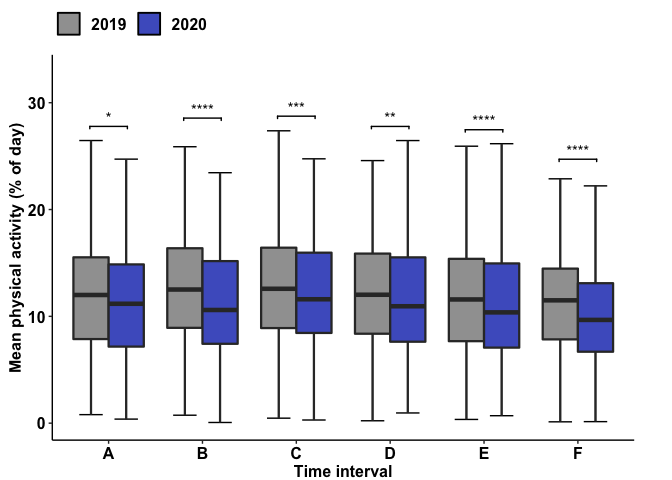 2019 2020
Mean physical activity (% of day)
30
20
10
0
* **** *** ** **** ****
A B C D E F
Time interval